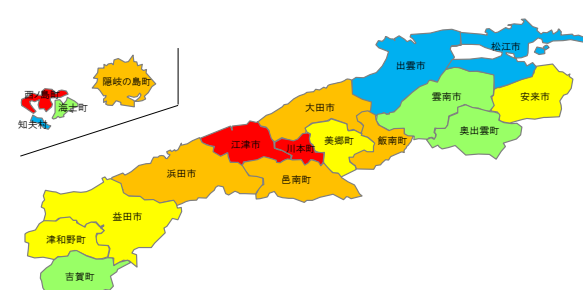 松江市
出雲市
隠岐の島町
西ノ島町
海士町
知夫村
雲南市
安来市
大田市
奥出雲町
美郷町
飯南町
江津市
川本町
浜田市
邑南町
益田市
津和野町
吉賀町